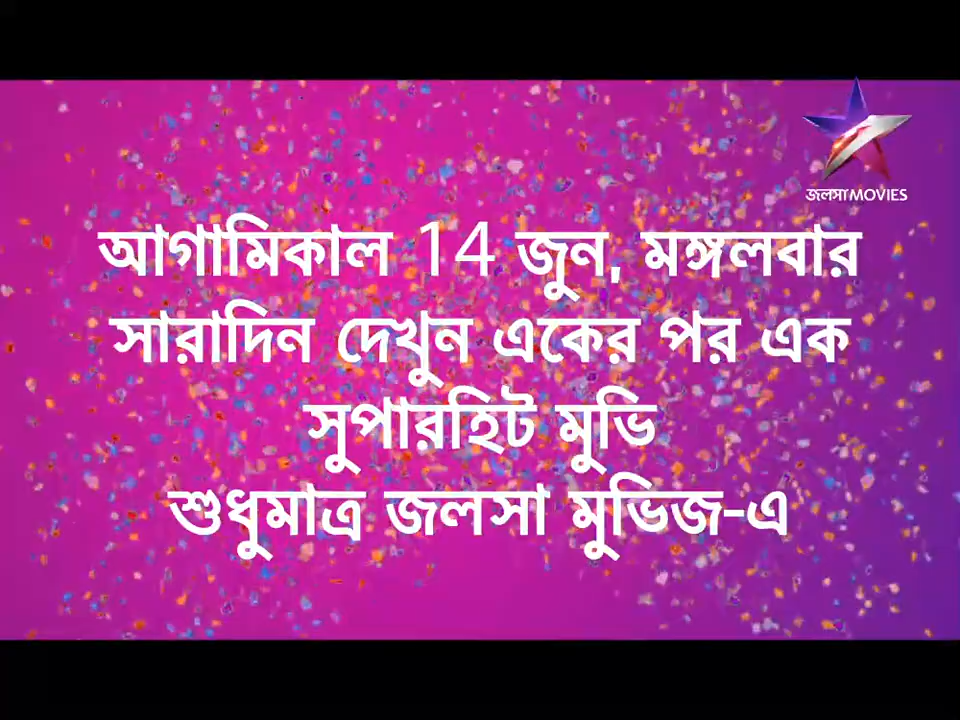 জলসা MOVIES
আগামিকাল 14 জুন, মঙ্গলবার
সারাদিন দেখুন একের পর এক
সুপারহিট মুভি
শুধুমাত্র জলসা মুভিজ-এ